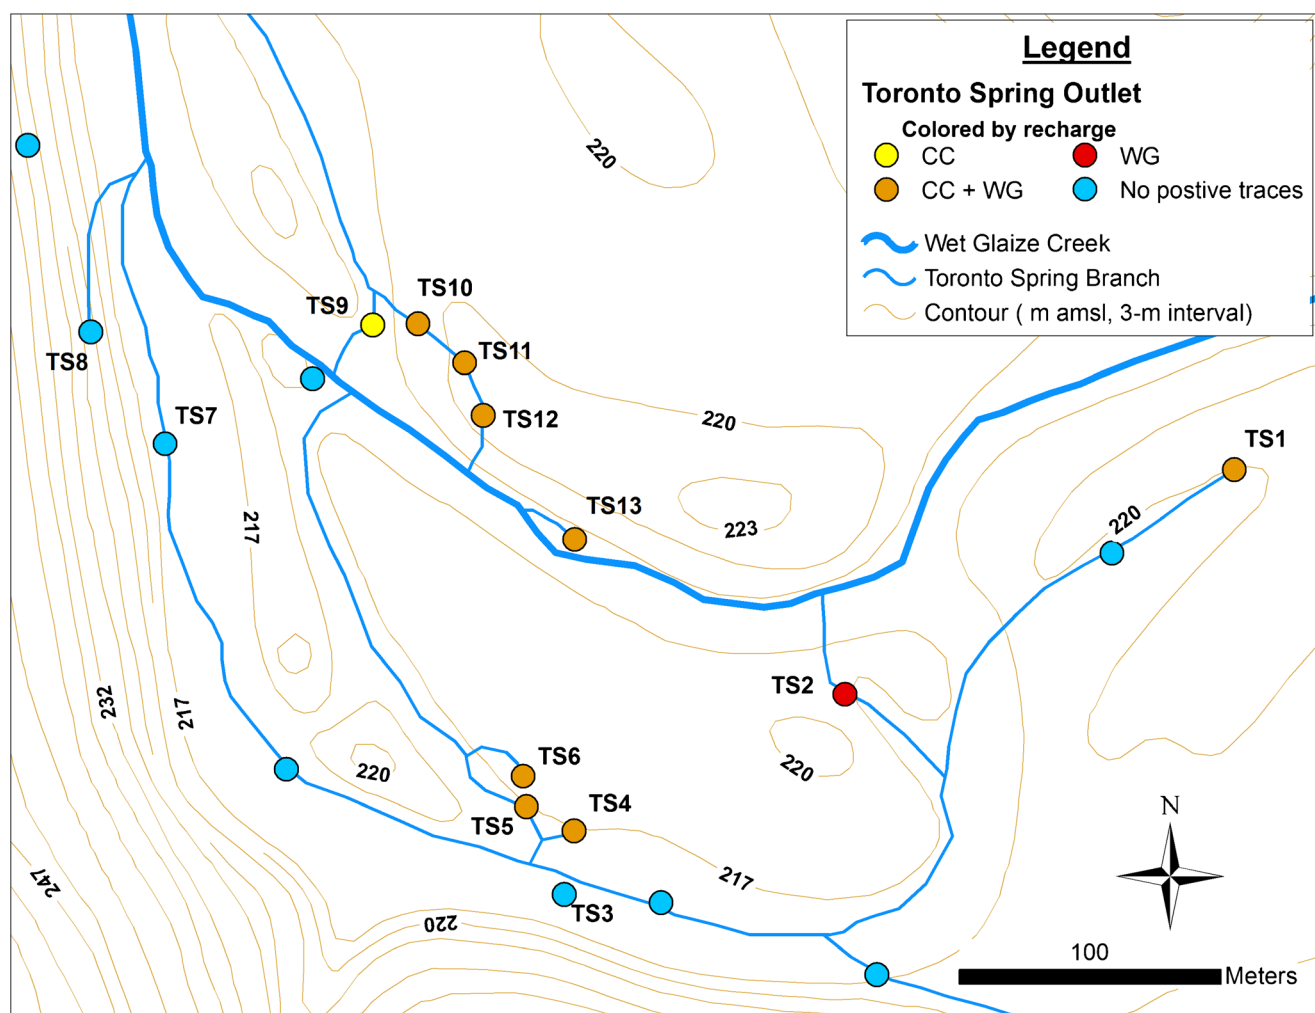 Legend
Toronto Spring Outlet
Colored by recharge
CC
WG
CC + WG
No postive traces
Wet Glaize Creek
Toronto Spring Branch
Contour ( m amsl, 3-m interval)
220
TS9
TS10
TS11
TS8
TS12
TS7
220
TS1
TS13
223
220
217
TS2
232
217
TS6
220
220
TS4
TS5
217
247
TS3
220
N
100
Meters